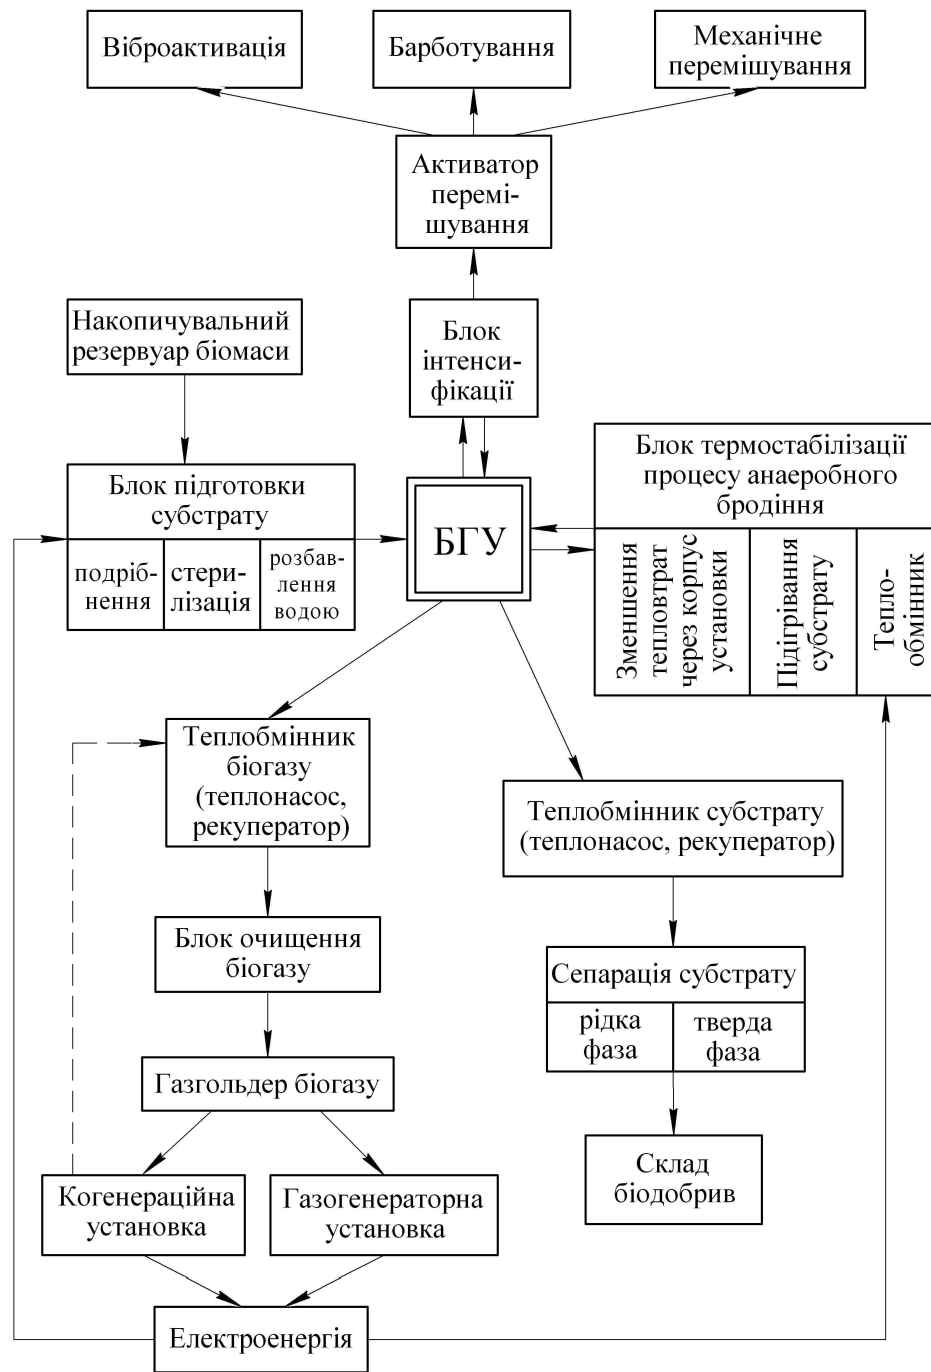 Віброактивація
Барботування
Механічне
перемішування
Активатор
перемі-
шування
Накопичувальний
резервуар біомаси
Блок
інтенси-
фікації
Блок підготовки
субстрату
подріб-
нення
стери-
лізація
розбав-
лення
водою
БГУ
Блок термостабілізації
процесу анаеробного
бродіння
Зменшення
тепловтрат
через корпус
установки
Підігрівання
субстрату
Тепло-
обмінник
Теплобмінник
біогазу
(теплонасос,
рекуператор)
Теплобмінник субстрату
(теплонасос, рекуператор)
Блок очищення
біогазу
Сепарація субстрату
рідка
фаза
тверда
фаза
Газгольдер біогазу
Когенераційна
установка
Газогенераторна
установка
Склад
біодобрив
Електроенергія